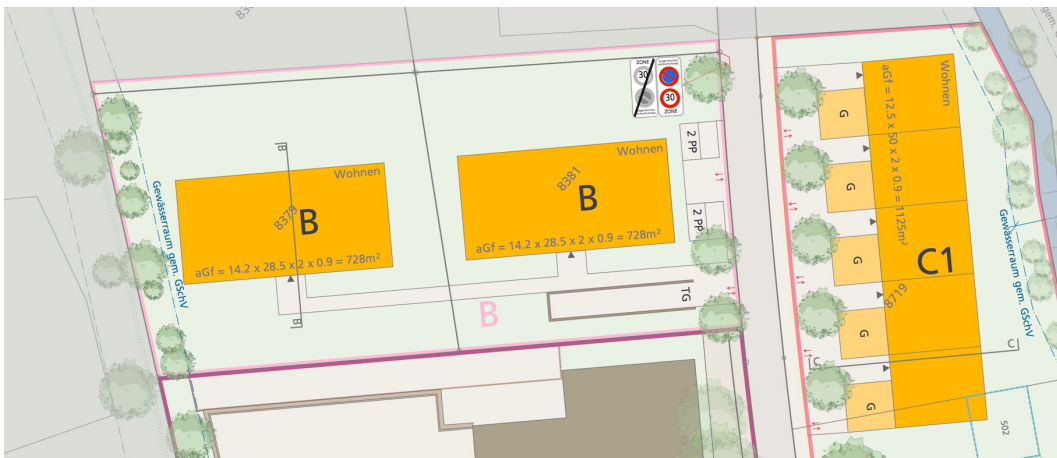 ZONE
30
30
ZONE
B
Wohnen
8379
B
aGf = 14.2 x 28.5 x 2 x 0.9 = 728m²
B
Wohnen
8381
B
aGf = 14.2 x 28.5 x 2 x 0.9 = 728m²
2 PP
2 PP
TG
B
Gewässerraum gem. GSchV
Wohnen
aGf = 12.5 x 50 x 2 x 0.9 = 1125m²
G
G
G
G
G
C1
8719
C
C
502
Gewässerraum gem. GSchV